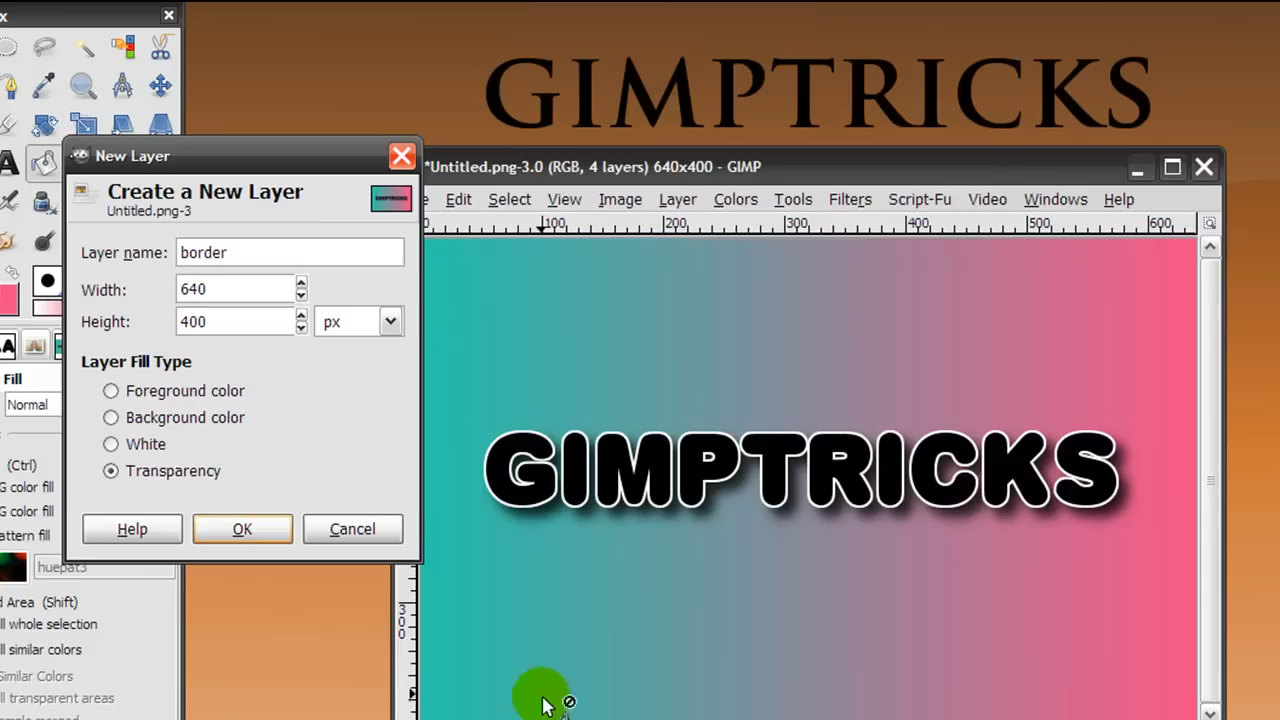 GIMPTRICKS
New Layer
Create a New Layer
Untitled.png-3
Layer name: border
Width: 640
Height: 400 px
Layer Fill Type
Foreground color
Background color
White
Transparency
Help OK Cancel
*Untitled.png-3.0 (RGB, 4 layers) 640x400 - GIMP
Edit Select View Image Layer Colors Tools Filters Script-Fu Video Windows Help
100 200 300 400 500 600
GIMPTRICKS
300
Fill
Normal
(Ctrl)
G color fill
G color fill
attern fill
huepat3
d Area (Shift)
ll whole selection
ll similar colors
Similar Colors
ll transparent areas